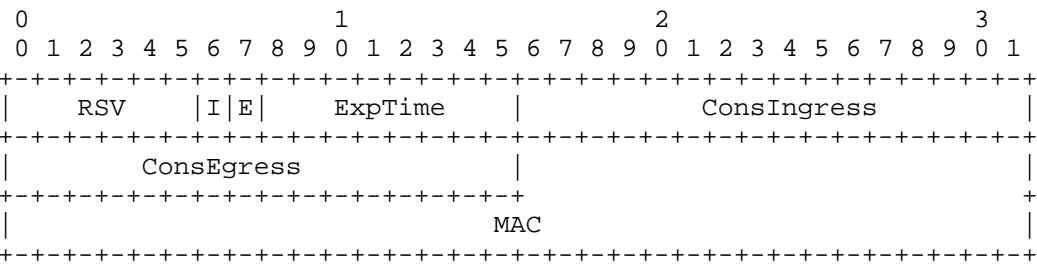 0                   1                   2                   3
 0 1 2 3 4 5 6 7 8 9 0 1 2 3 4 5 6 7 8 9 0 1 2 3 4 5 6 7 8 9 0 1
+-+-+-+-+-+-+-+-+-+-+-+-+-+-+-+-+-+-+-+-+-+-+-+-+-+-+-+-+-+-+-+-+
|    RSV    |I|E|    ExpTime    |           ConsIngress         |
+-+-+-+-+-+-+-+-+-+-+-+-+-+-+-+-+-+-+-+-+-+-+-+-+-+-+-+-+-+-+-+-+
|        ConsEgress             |                               |
+-+-+-+-+-+-+-+-+-+-+-+-+-+-+-+-+                               +
|                              MAC                              |
+-+-+-+-+-+-+-+-+-+-+-+-+-+-+-+-+-+-+-+-+-+-+-+-+-+-+-+-+-+-+-+-+